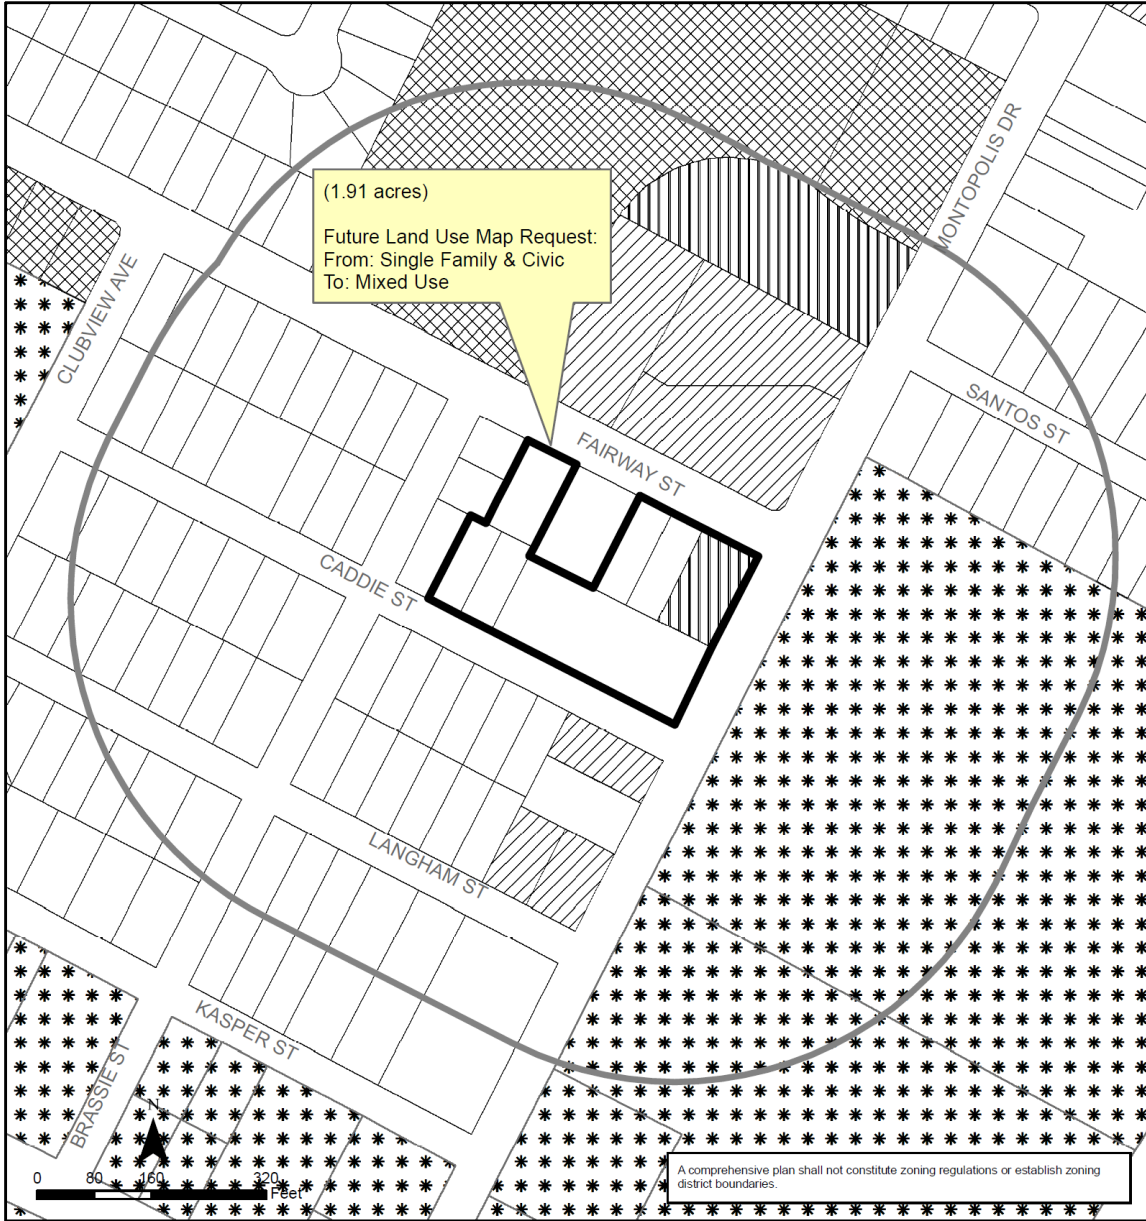 MONTOPOLIS DR
(1.91 acres)
Future Land Use Map Request:
From: Single Family & Civic
To: Mixed Use
CLUBVIEW AVE
SANTOS ST
FAIRWAY ST
CADDIE ST
LANGHAM ST
KASPER ST
BRASSIE ST
N
0 80 160 320
Feet
A comprehensive plan shall not constitute zoning regulations or establish zoning
district boundaries.